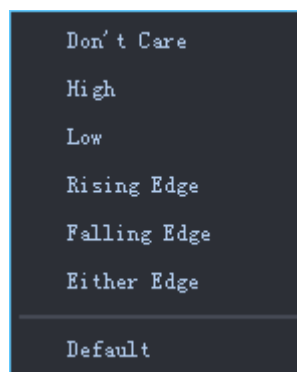 Don't Care
High
Low
Rising Edge
Falling Edge
Either Edge
Default